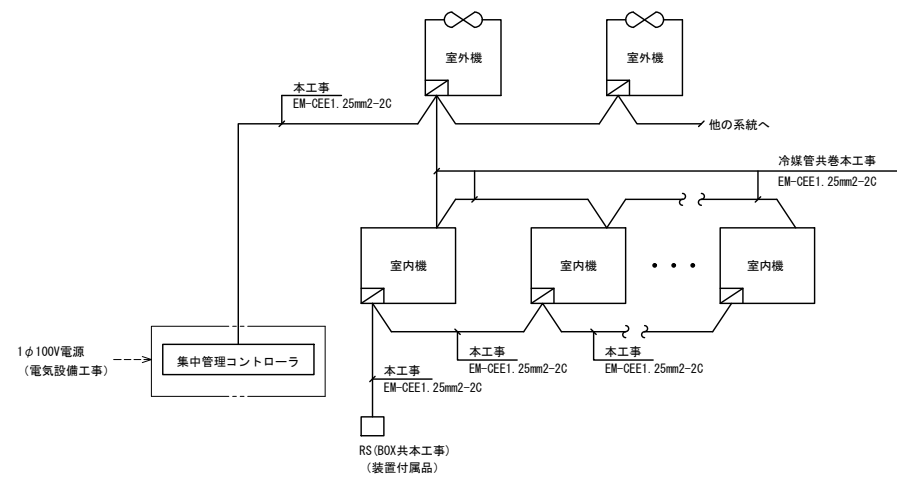 室外機
室外機
本工事
EM-CEE1.25mm2-2C
他の系統へ
冷媒管共巻本工事
EM-CEE1.25mm2-2C
室内機
室内機
・・・
室内機
1φ100V電源
(電気設備工事)
集中管理コントローラ
本工事
EM-CEE1.25mm2-2C
本工事
EM-CEE1.25mm2-2C
本工事
EM-CEE1.25mm2-2C
RS(BOX共本工事)
(装置付属品)